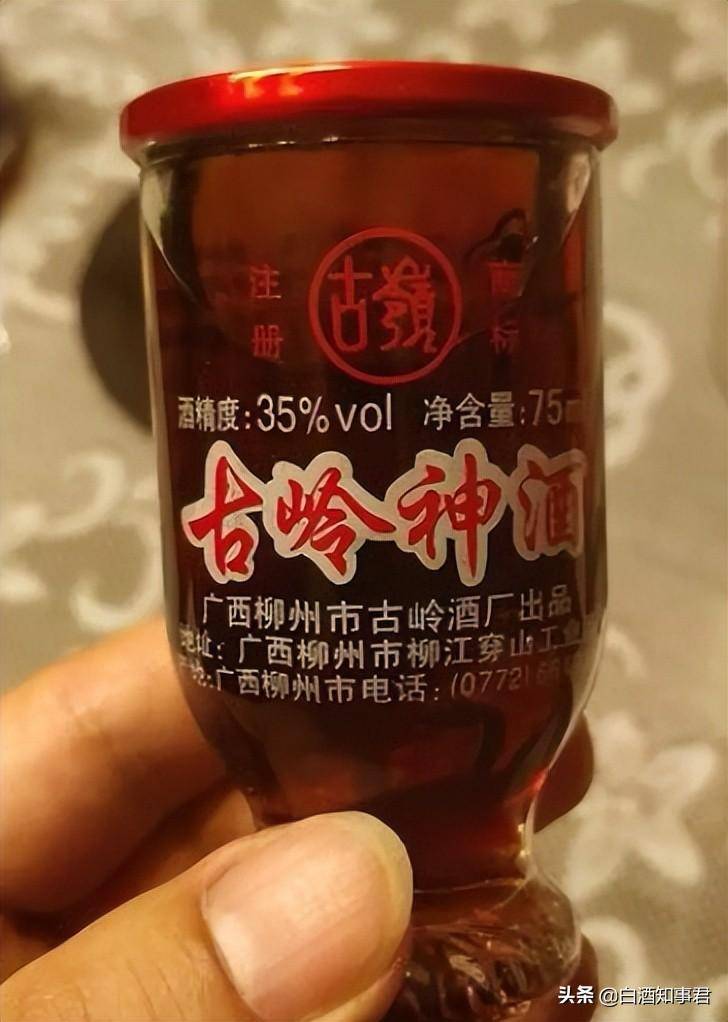 注册 古嶺 商标
酒精度:35%vol 净含量:75m
古岭神酒
广西柳州市古岭酒厂出品
地址:广西柳州市柳江穿山工业
广西柳州市电话:(0772)
头条 @白酒知事君